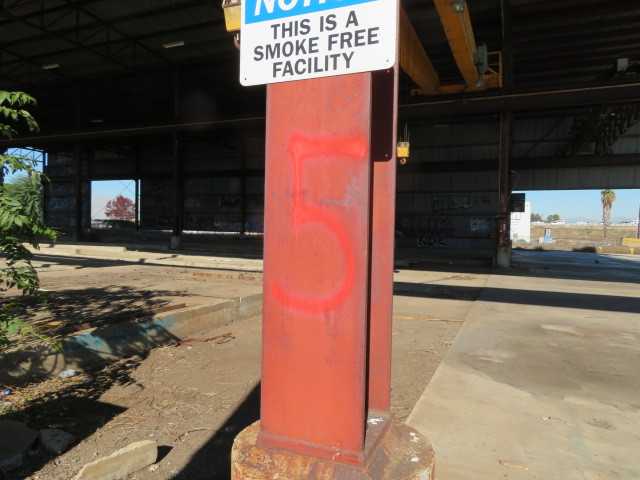 THIS IS A
SMOKE FREE
FACILITY
5